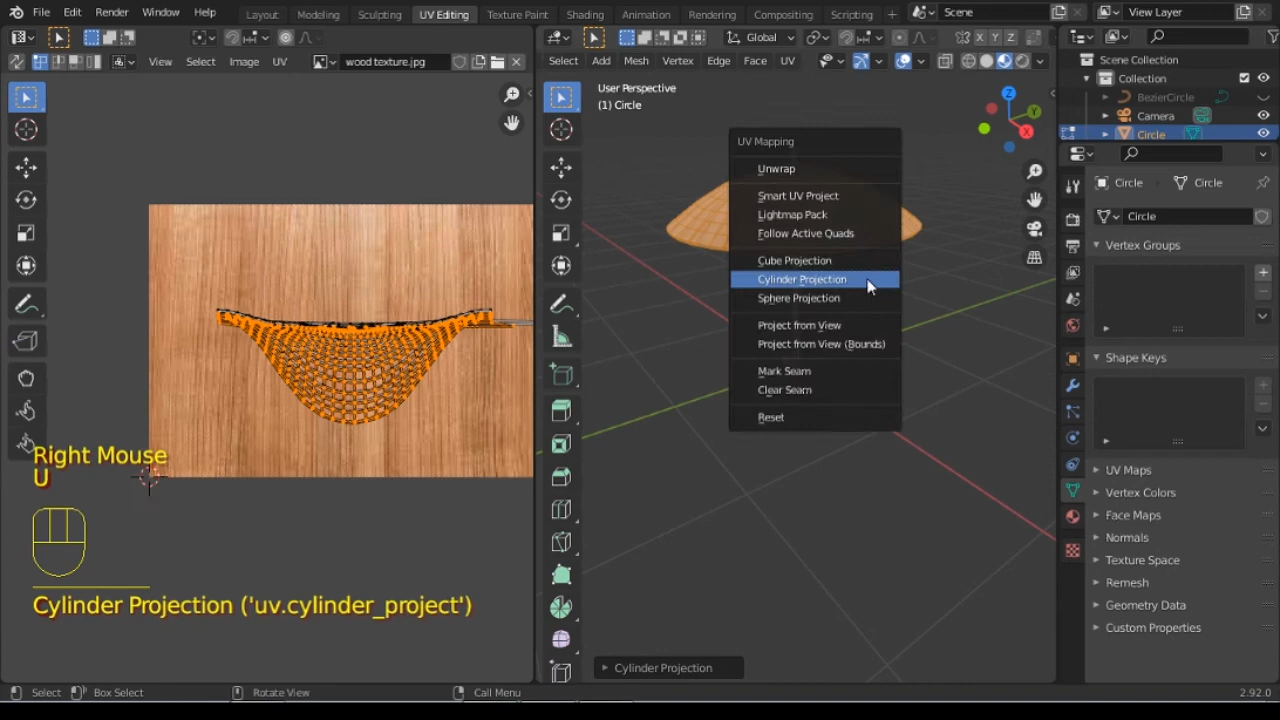 File Edit Render Window Help Layout Modeling Sculpting UV Editing Texture Paint Shading Animation Rendering Compositing Scripting + Scene View Layer
View Select Image UV wood texture.jpg
Global X Y Z
Select Add Mesh Vertex Edge Face UV
User Perspective
(1) Circle
Z
Y
X
UV Mapping
Unwrap
Smart UV Project
Lightmap Pack
Follow Active Quads
Cube Projection
Cylinder Projection
Sphere Projection
Project from View
Project from View (Bounds)
Mark Seam
Clear Seam
Reset
Cylinder Projection
Scene Collection
Collection
BezierCircle
Camera
Circle
Circle Circle
Circle
Vertex Groups
Shape Keys
UV Maps
Vertex Colors
Face Maps
Normals
Texture Space
Remesh
Geometry Data
Custom Properties
Right Mouse
U
Cylinder Projection ('uv.cylinder_project')
Select Box Select Rotate View Call Menu 2.92.0